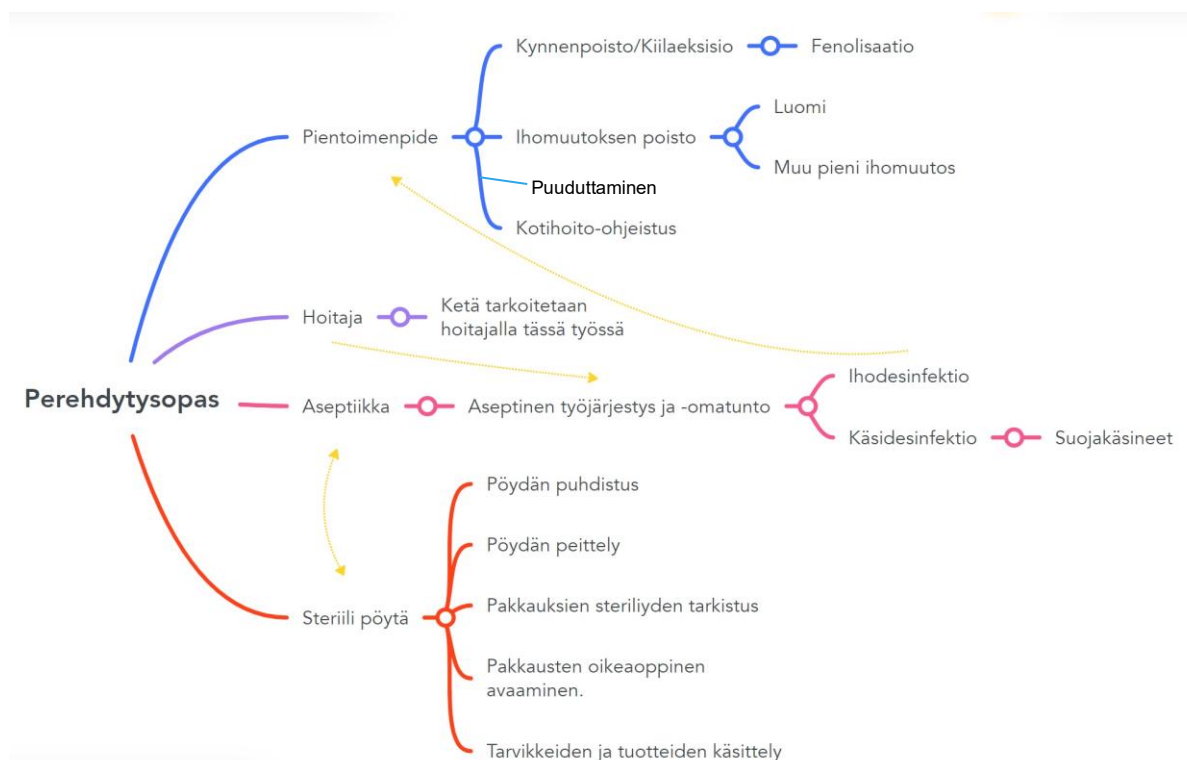 Kynnenpoisto/Kiilaeksisio
Fenolisaatio
Pientoimenpide
Ihomuutoksen poisto
Luomi
Muu pieni ihomuutos
Puuduttaminen
Kotihoito-ohjeistus
Hoitaja
Ketä tarkoitetaan
hoitajalla tässä työssä
Perehdytysopas
Aseptiikka
Aseptinen työjärjestys ja -omatunto
Ihodesinfektio
Käsidesinfektio
Suojakäsineet
Steriili pöytä
Pöydän puhdistus
Pöydän peittely
Pakkauksien steriliyden tarkistus
Pakkausten oikeaoppinen
avaaminen.
Tarvikkeiden ja tuotteiden käsittely